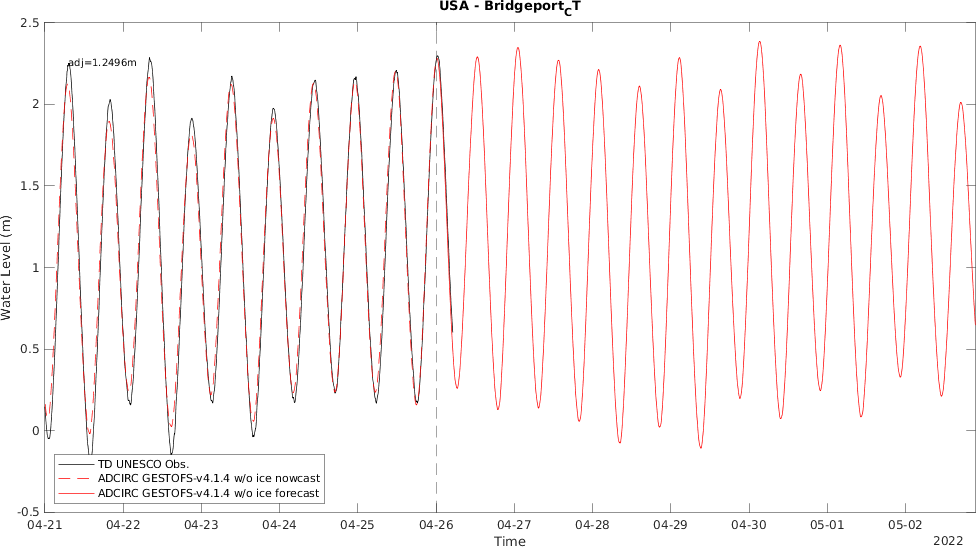 USA - BridgeportCT
adj=1.2496m
2.5
2
1.5
1
0.5
0
-0.5
Water Level (m)
TD UNESCO Obs.
ADCIRC GESTOFS-v4.1.4 w/o ice nowcast
ADCIRC GESTOFS-v4.1.4 w/o ice forecast
04-21 04-22 04-23 04-24 04-25 04-26 04-27 04-28 04-29 04-30 05-01 05-02
Time
2022